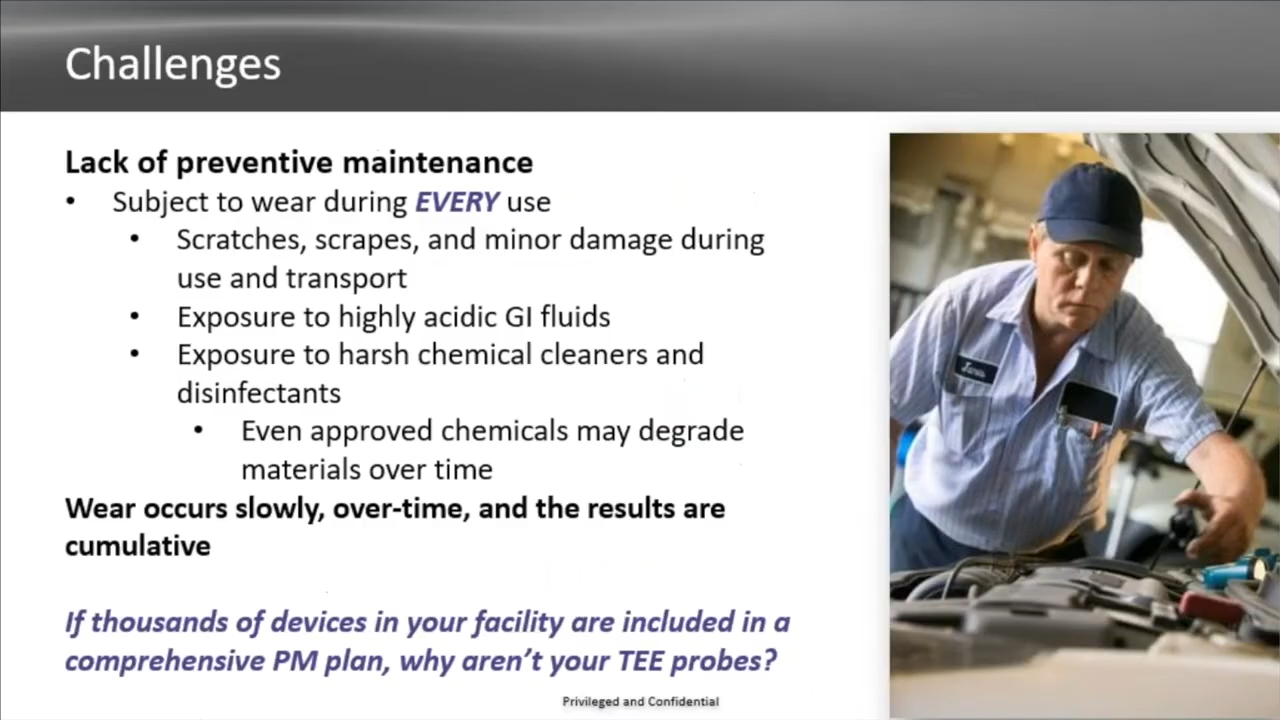 Challenges
Lack of preventive maintenance
• Subject to wear during EVERY use
• Scratches, scrapes, and minor damage during
use and transport
• Exposure to highly acidic GI fluids
• Exposure to harsh chemical cleaners and
disinfectants
• Even approved chemicals may degrade
materials over time
Wear occurs slowly, over-time, and the results are
cumulative
If thousands of devices in your facility are included in a
comprehensive PM plan, why aren't your TEE probes?
Privileged and Confidential